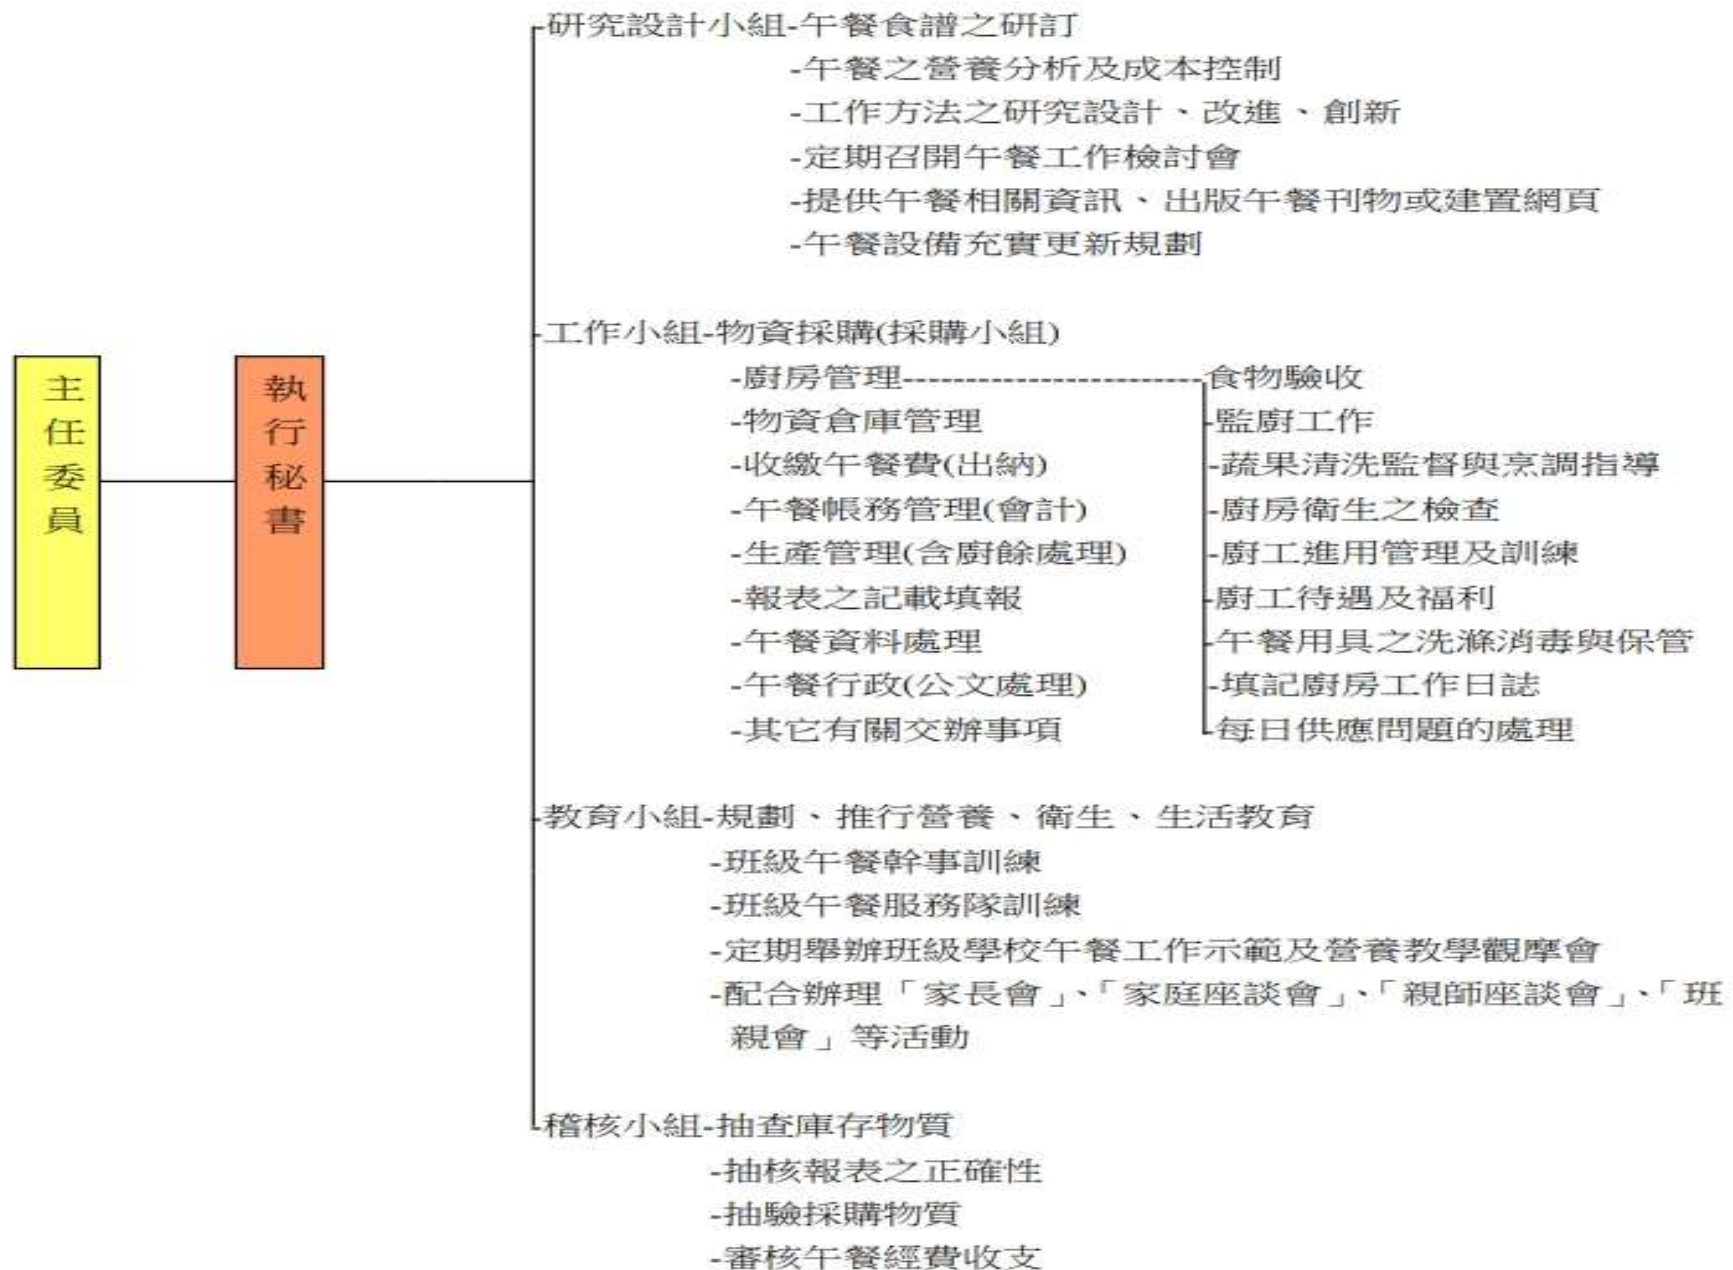 主任委員
執行秘書
研究設計小組-午餐食譜之研訂
-午餐之營養分析及成本控制
-工作方法之研究設計、改進、創新
-定期召開午餐工作檢討會
-提供午餐相關資訊、出版午餐刊物或建置網頁
-午餐設備充實更新規劃
工作小組-物資採購(採購小組)
-廚房管理-----------------------食物驗收
-物資倉庫管理
-監廚工作
-收繳午餐費(出納)
-蔬果清洗監督與烹調指導
-午餐帳務管理(會計)
-廚房衛生之檢查
-生產管理(含廚餘處理)
-廚工進用管理及訓練
-報表之記載填報
-廚工待遇及福利
-午餐資料處理
-午餐用具之洗滌消毒與保管
-午餐行政(公文處理)
-填記廚房工作日誌
-其它有關交辦事項
-每日供應問題的處理
教育小組-規劃、推行營養、衛生、生活教育
-班級午餐幹事訓練
-班級午餐服務隊訓練
-定期舉辦班級學校午餐工作示範及營養教學觀摩會
-配合辦理「家長會」、「家庭座談會」、「親師座談會」、「班
親會」等活動
稽核小組-抽查庫存物質
-抽核報表之正確性
-抽驗採購物質
-審核午餐經費收支